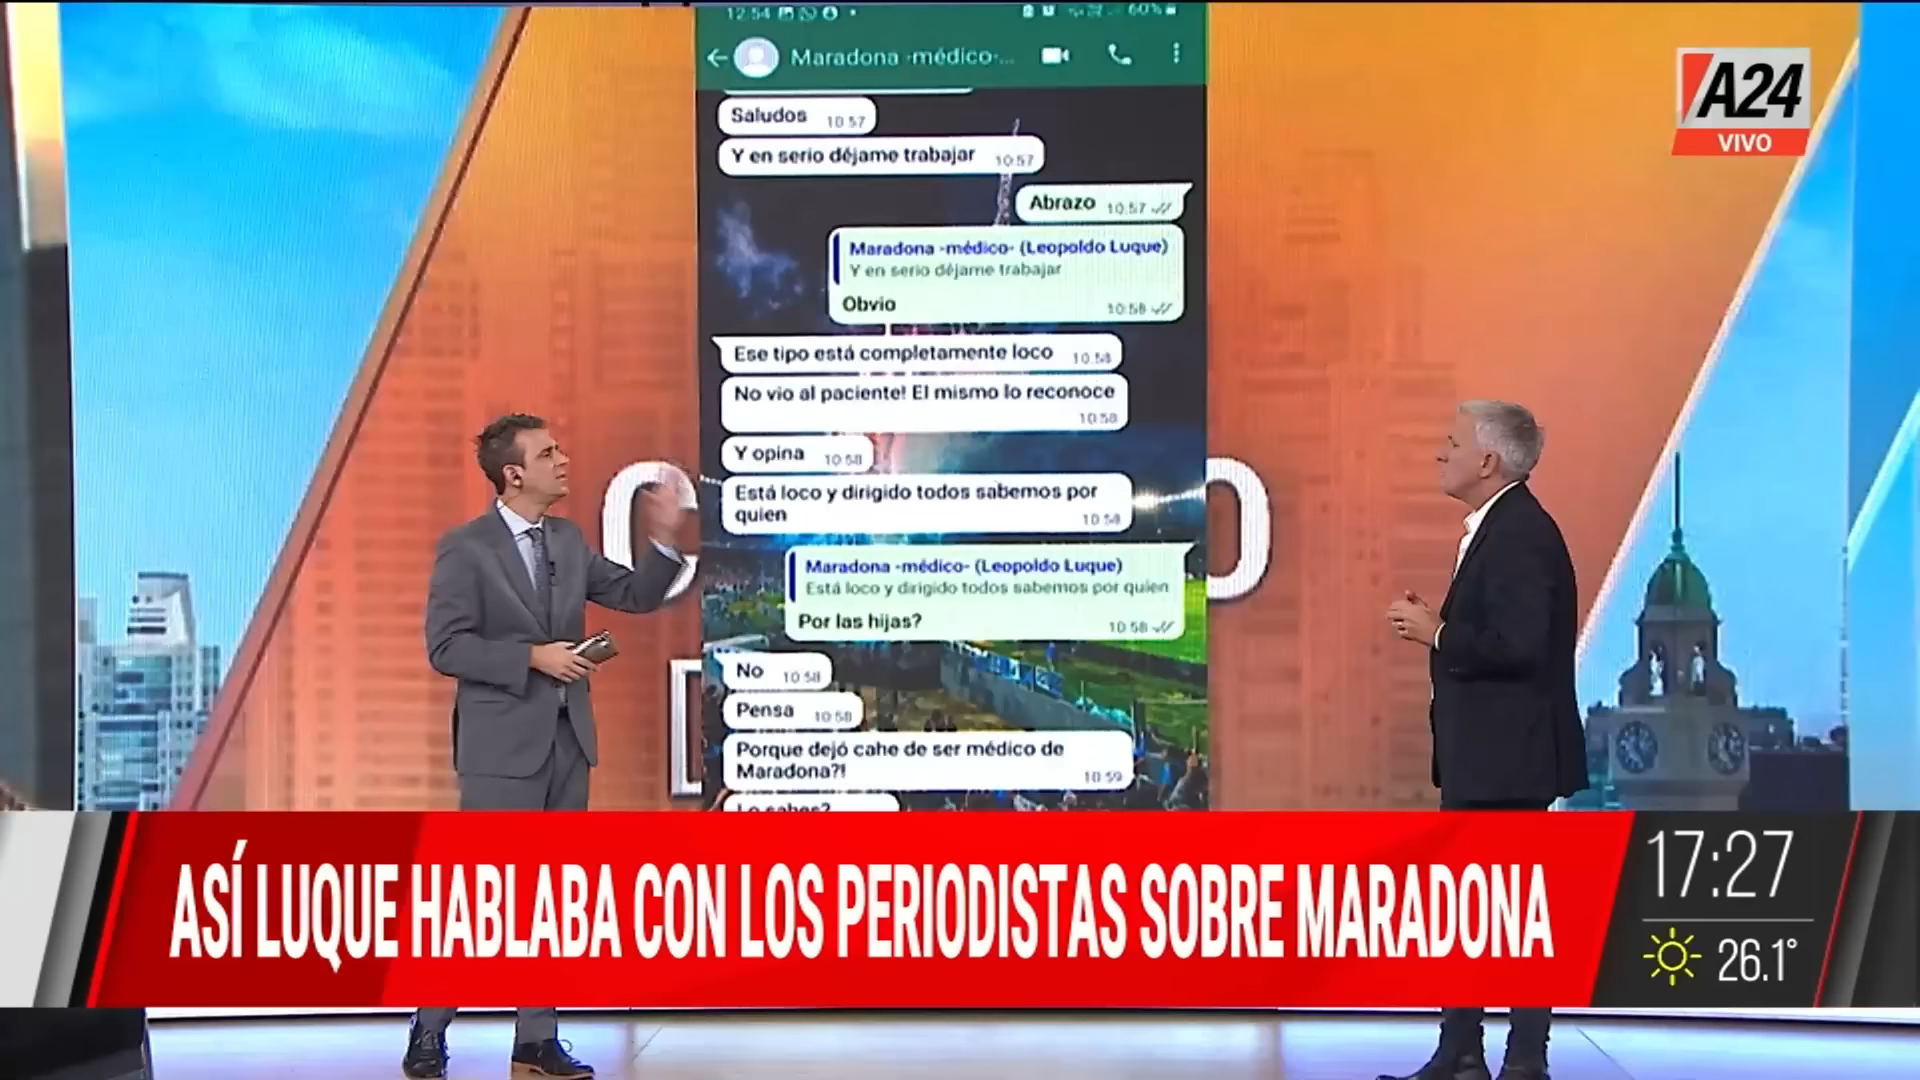 12:54
60%
Maradona -médico-...
A24
VIVO
Saludos 10:57
Y en serio déjame trabajar 10:57
Abrazo 10:57
Maradona -médico- (Leopoldo Luque)
Y en serio déjame trabajar
Obvio 10:58
Ese tipo está completamente loco 10:58
No vio al paciente! El mismo lo reconoce
10:58
Y opina 10:58
Está loco y dirigido todos sabemos por
quien 10:58
Maradona -médico- (Leopoldo Luque)
Está loco y dirigido todos sabemos por quien
Por las hijas? 10:58
No 10:58
Pensa 10:58
Porque dejó cahe de ser médico de
Maradona?! 10:59
Lo sabes?
ASÍ LUQUE HABLABA CON LOS PERIODISTAS SOBRE MARADONA
17:27
26.1°